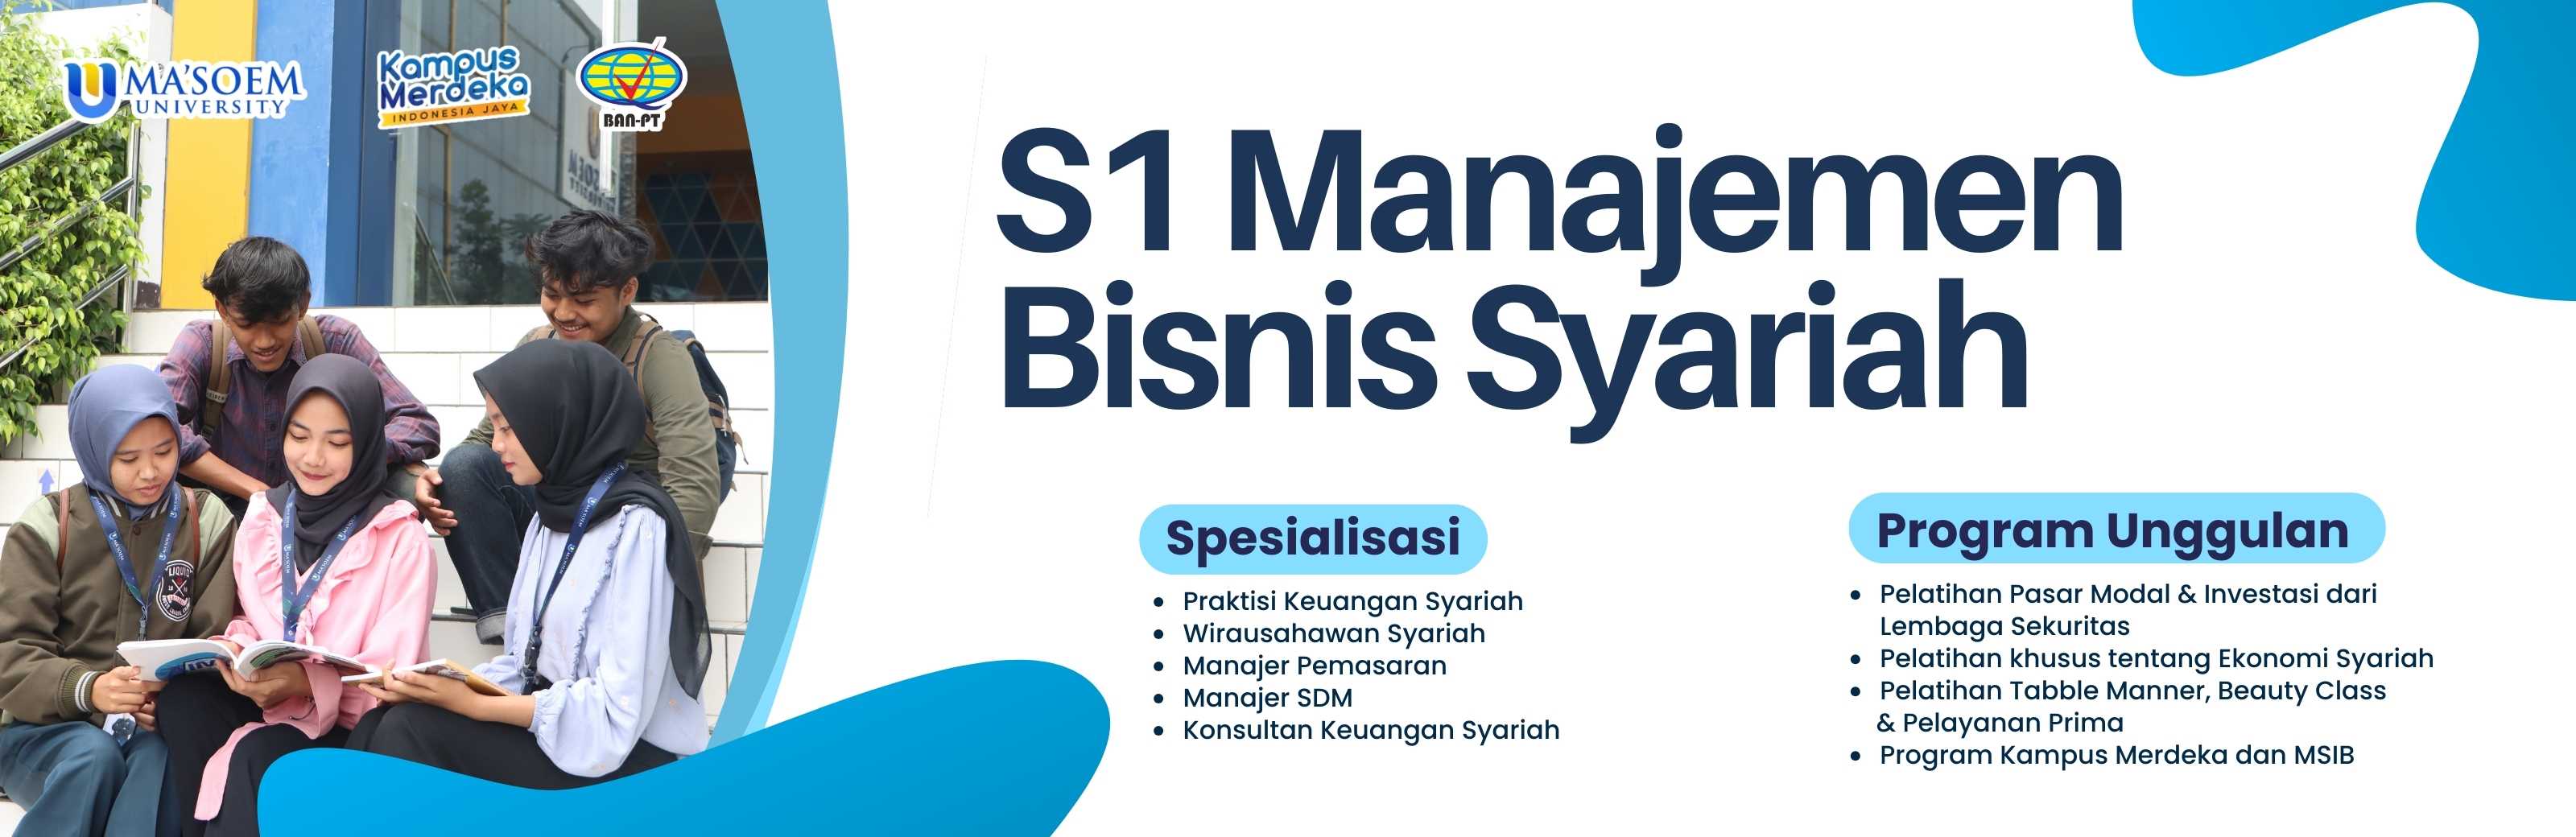 MA'SOEM
UNIVERSITY
Kampus
Merdeka
INDONESIA JAYA
BAN-PT
S1 Manajemen
Bisnis Syariah
Spesialisasi
• Praktisi Keuangan Syariah
• Wirausahawan Syariah
• Manajer Pemasaran
• Manajer SDM
• Konsultan Keuangan Syariah
Program Unggulan
• Pelatihan Pasar Modal & Investasi dari
Lembaga Sekuritas
• Pelatihan khusus tentang Ekonomi Syariah
• Pelatihan Tabble Manner, Beauty Class
& Pelayanan Prima
• Program Kampus Merdeka dan MSIB